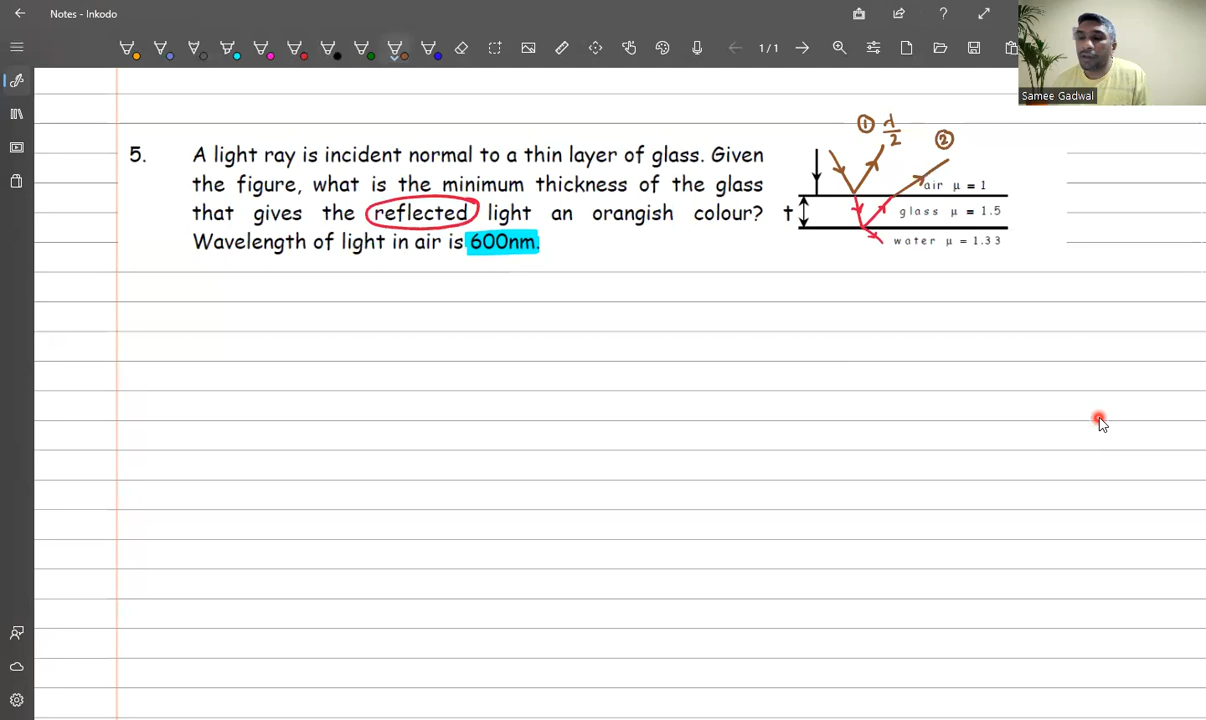 Notes - Inkodo
1 / 1
Samee Gadwal
5. A light ray is incident normal to a thin layer of glass. Given
the figure, what is the minimum thickness of the glass
that gives the reflected light an orangish colour?
Wavelength of light in air is 600nm.
① λ/2
②
air μ = 1
t
glass μ = 1.5
water μ = 1.33